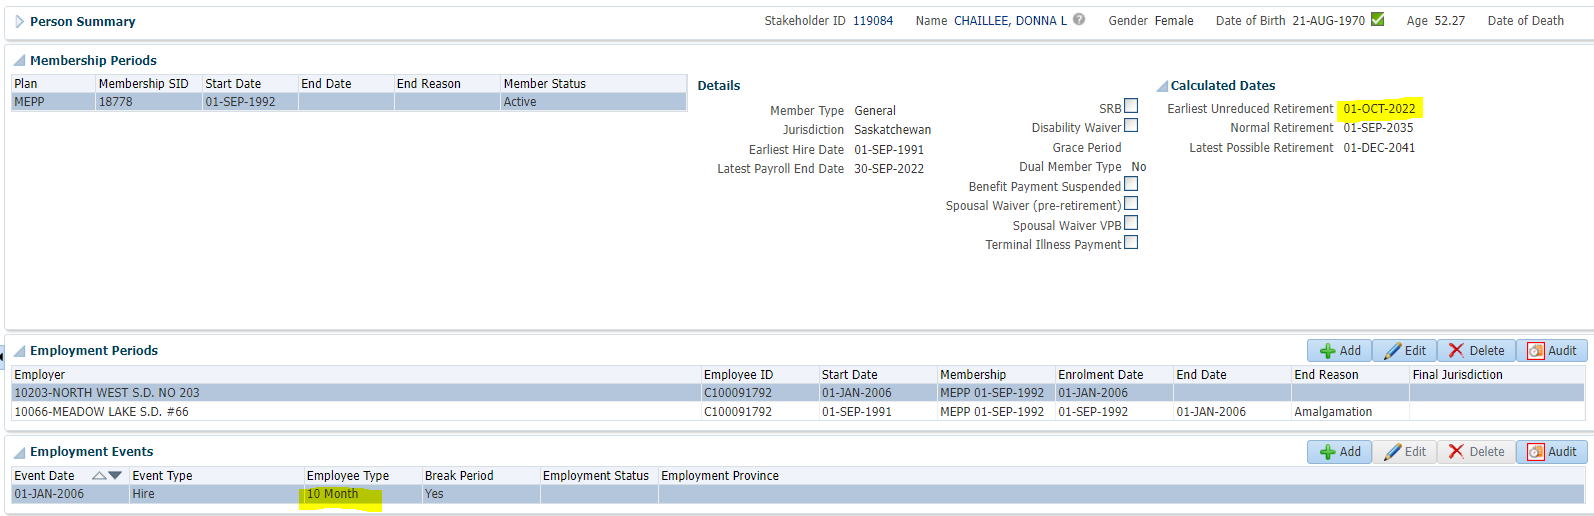 Person Summary Stakeholder ID 119084 Name CHAILLEE, DONNA L ? Gender Female Date of Birth 21-AUG-1970 Age 52.27 Date of Death
Membership Periods
Plan Membership SID Start Date End Date End Reason Member Status
MEPP 18778 01-SEP-1992 Active
Details
Member Type General
Jurisdiction Saskatchewan
Earliest Hire Date 01-SEP-1991
Latest Payroll End Date 30-SEP-2022
SRB
Disability Waiver
Grace Period
Dual Member Type No
Benefit Payment Suspended
Spousal Waiver (pre-retirement)
Spousal Waiver VPB
Terminal Illness Payment
Calculated Dates
Earliest Unreduced Retirement 01-OCT-2022
Normal Retirement 01-SEP-2035
Latest Possible Retirement 01-DEC-2041
Employment Periods Add Edit Delete Audit
Employer Employee ID Start Date Membership Enrolment Date End Date End Reason Final Jurisdiction
10203-NORTH WEST S.D. NO 203 C100091792 01-JAN-2006 MEPP 01-SEP-1992 01-JAN-2006
10066-MEADOW LAKE S.D. #66 C100091792 01-SEP-1991 MEPP 01-SEP-1992 01-SEP-1992 01-JAN-2006 Amalgamation
Employment Events Add Edit Delete Audit
Event Date Event Type Employee Type Break Period Employment Status Employment Province
01-JAN-2006 Hire 10 Month Yes